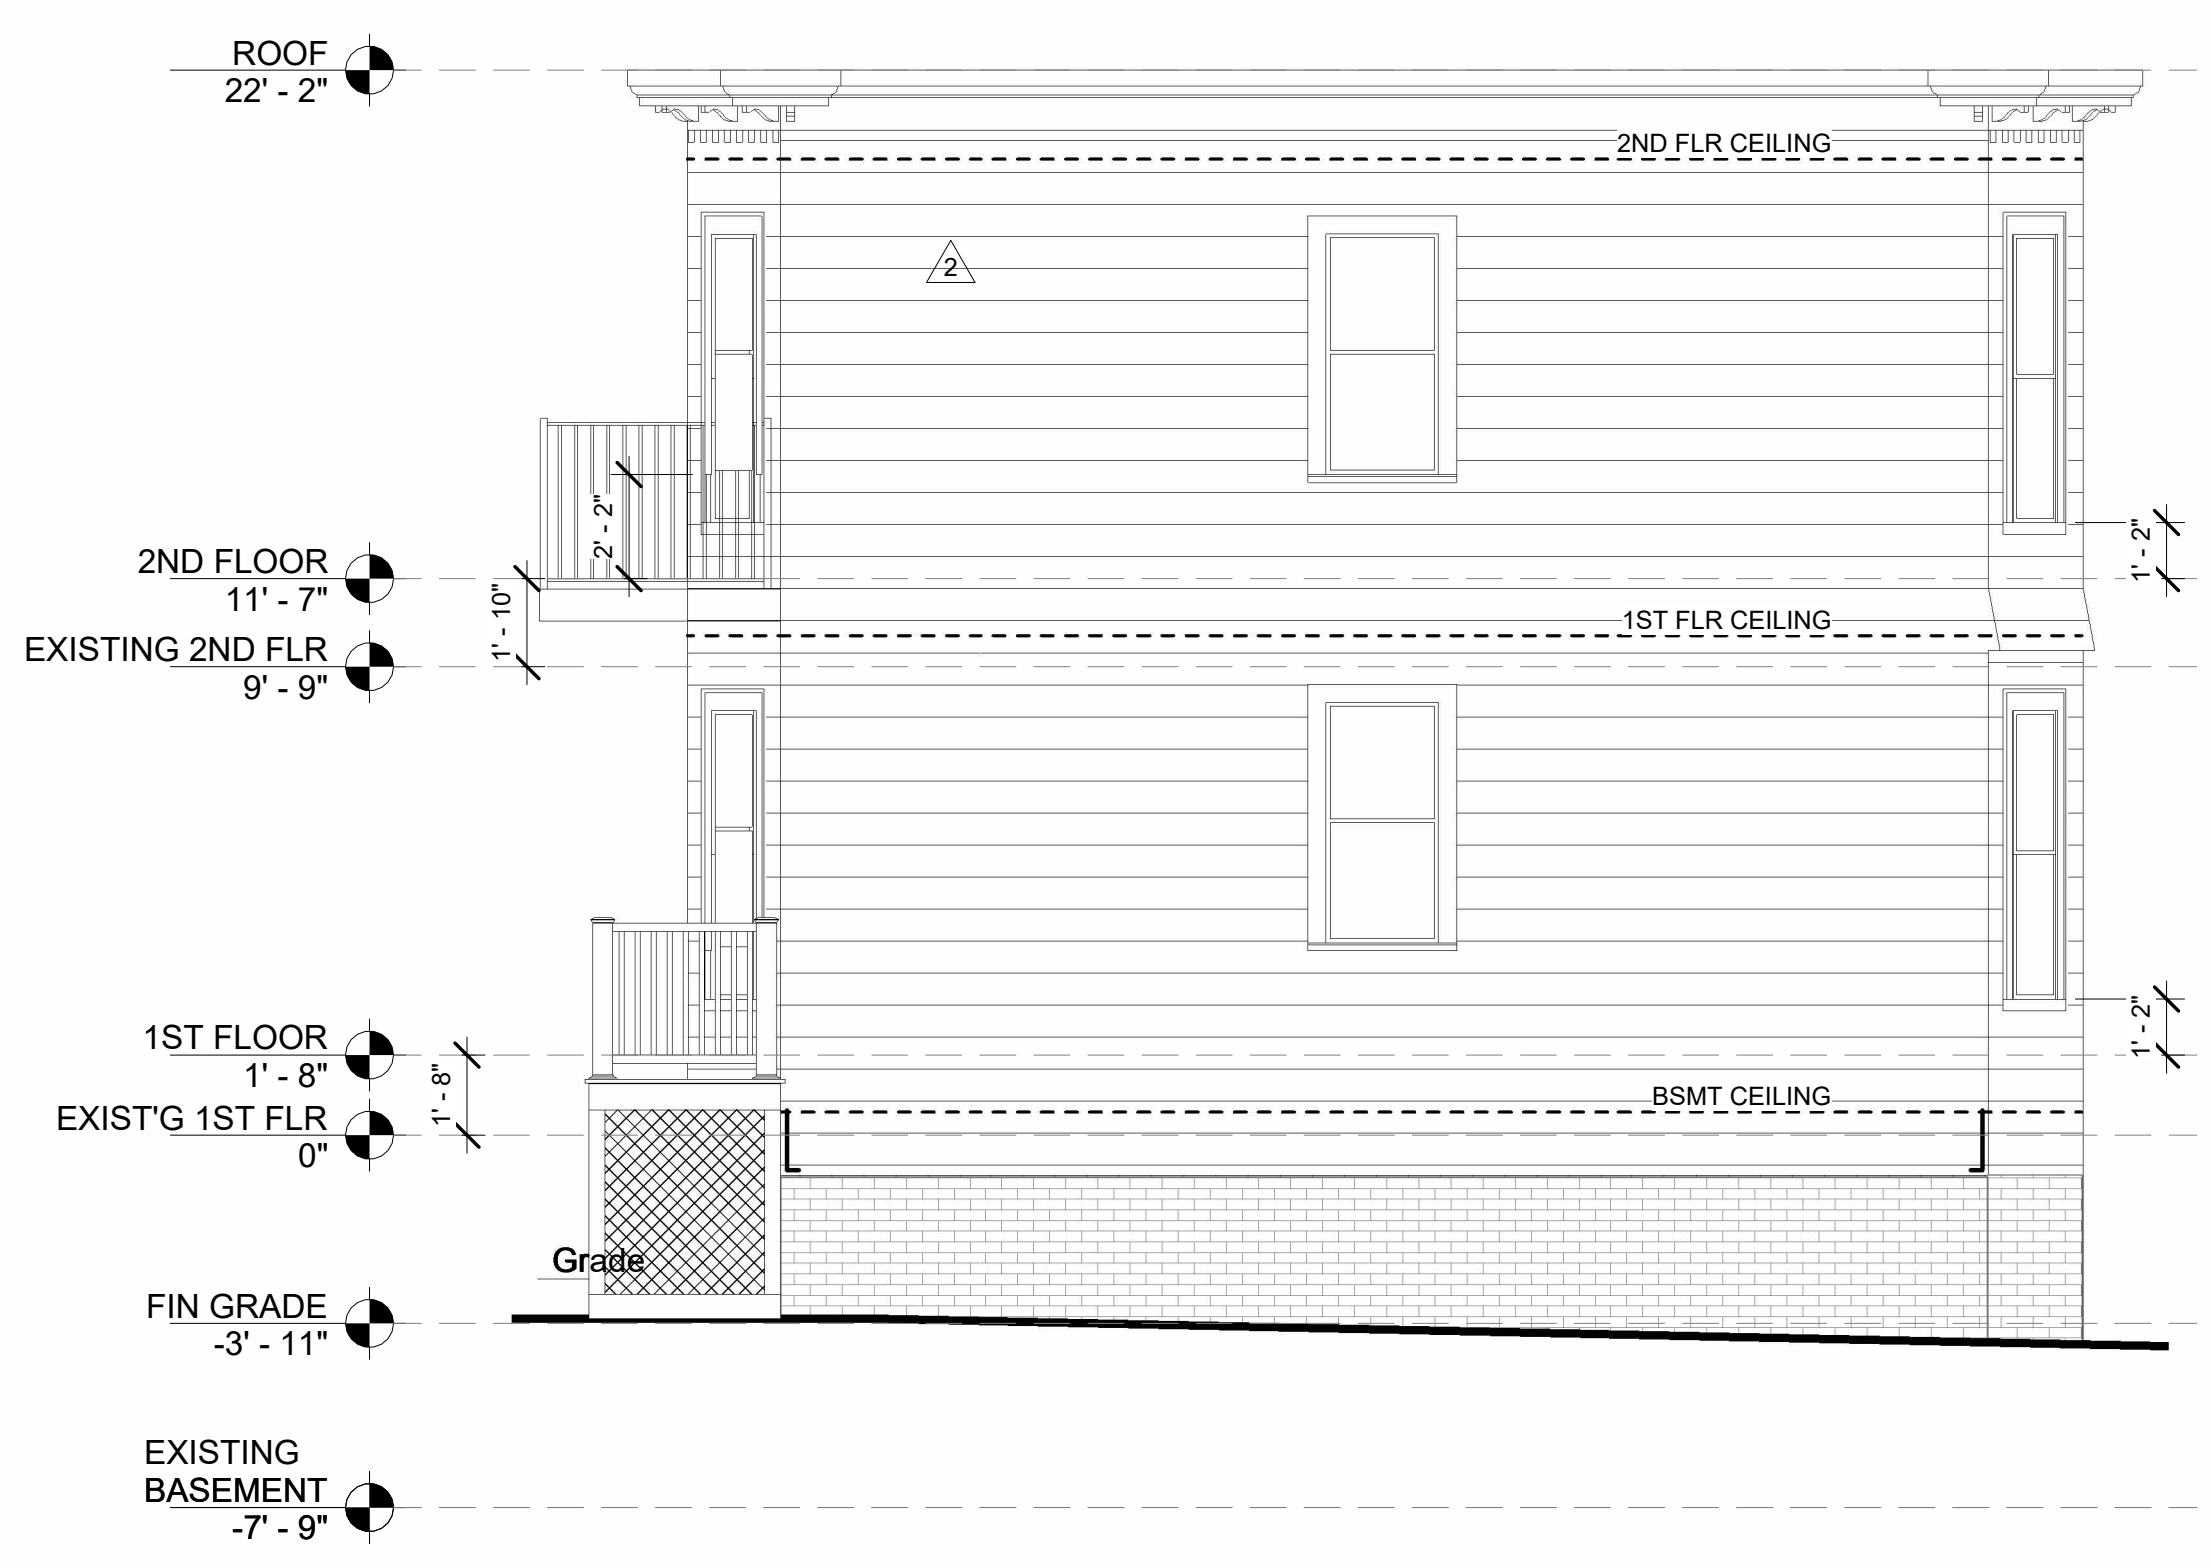 ROOF
22' - 2"
2ND FLR CEILING
2
2' - 2"
2ND FLOOR
11' - 7"
1' - 2"
1' - 10"
1ST FLR CEILING
EXISTING 2ND FLR
9' - 9"
1ST FLOOR
1' - 8"
1' - 2"
1' - 8"
BSMT CEILING
EXIST'G 1ST FLR
0"
Grade
FIN GRADE
-3' - 11"
EXISTING
BASEMENT
-7' - 9"